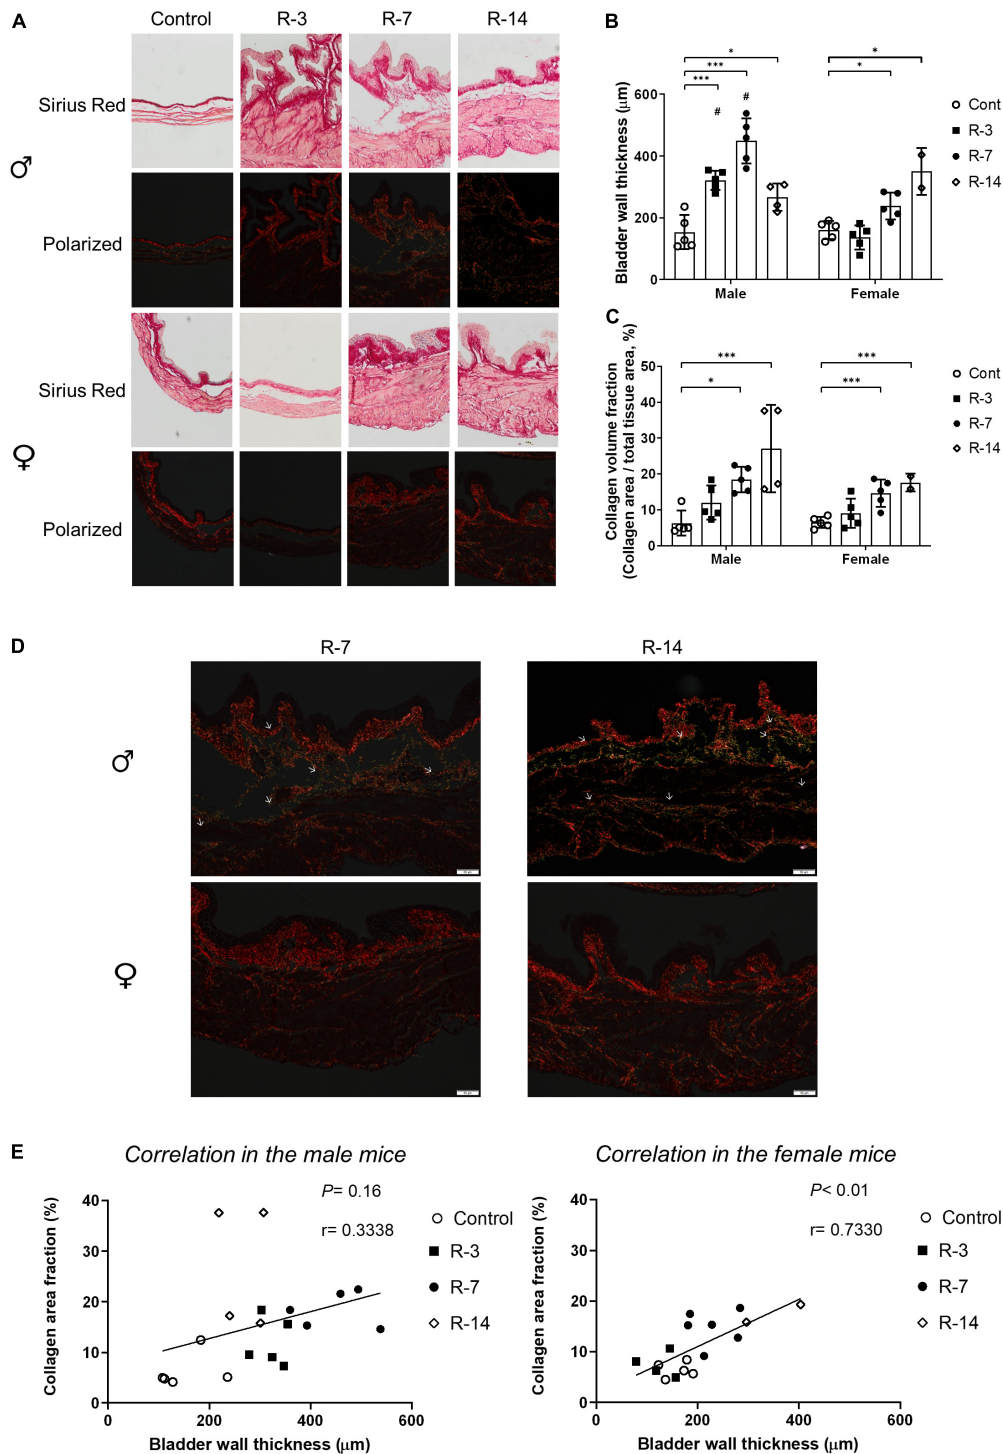 A
Control
R-3
R-7
R-14
Sirius Red
♂
Polarized
Sirius Red
♀
Polarized
B
Bladder wall thickness (μm)
600
400
200
0
Male
Female
*
***
***
#
#
*
*
Cont
R-3
R-7
R-14
C
Collagen volume fraction
(Collagen area / total tissue area, %)
50
40
30
20
10
0
Male
Female
***
*
***
***
Cont
R-3
R-7
R-14
D
R-7
R-14
♂
♀
E
Correlation in the male mice
P= 0.16
r= 0.3338
Collagen area fraction (%)
40
30
20
10
0
0
200
400
600
Bladder wall thickness (μm)
Control
R-3
R-7
R-14
Correlation in the female mice
P< 0.01
r= 0.7330
Collagen area fraction (%)
40
30
20
10
0
0
200
400
600
Bladder wall thickness (μm)
Control
R-3
R-7
R-14